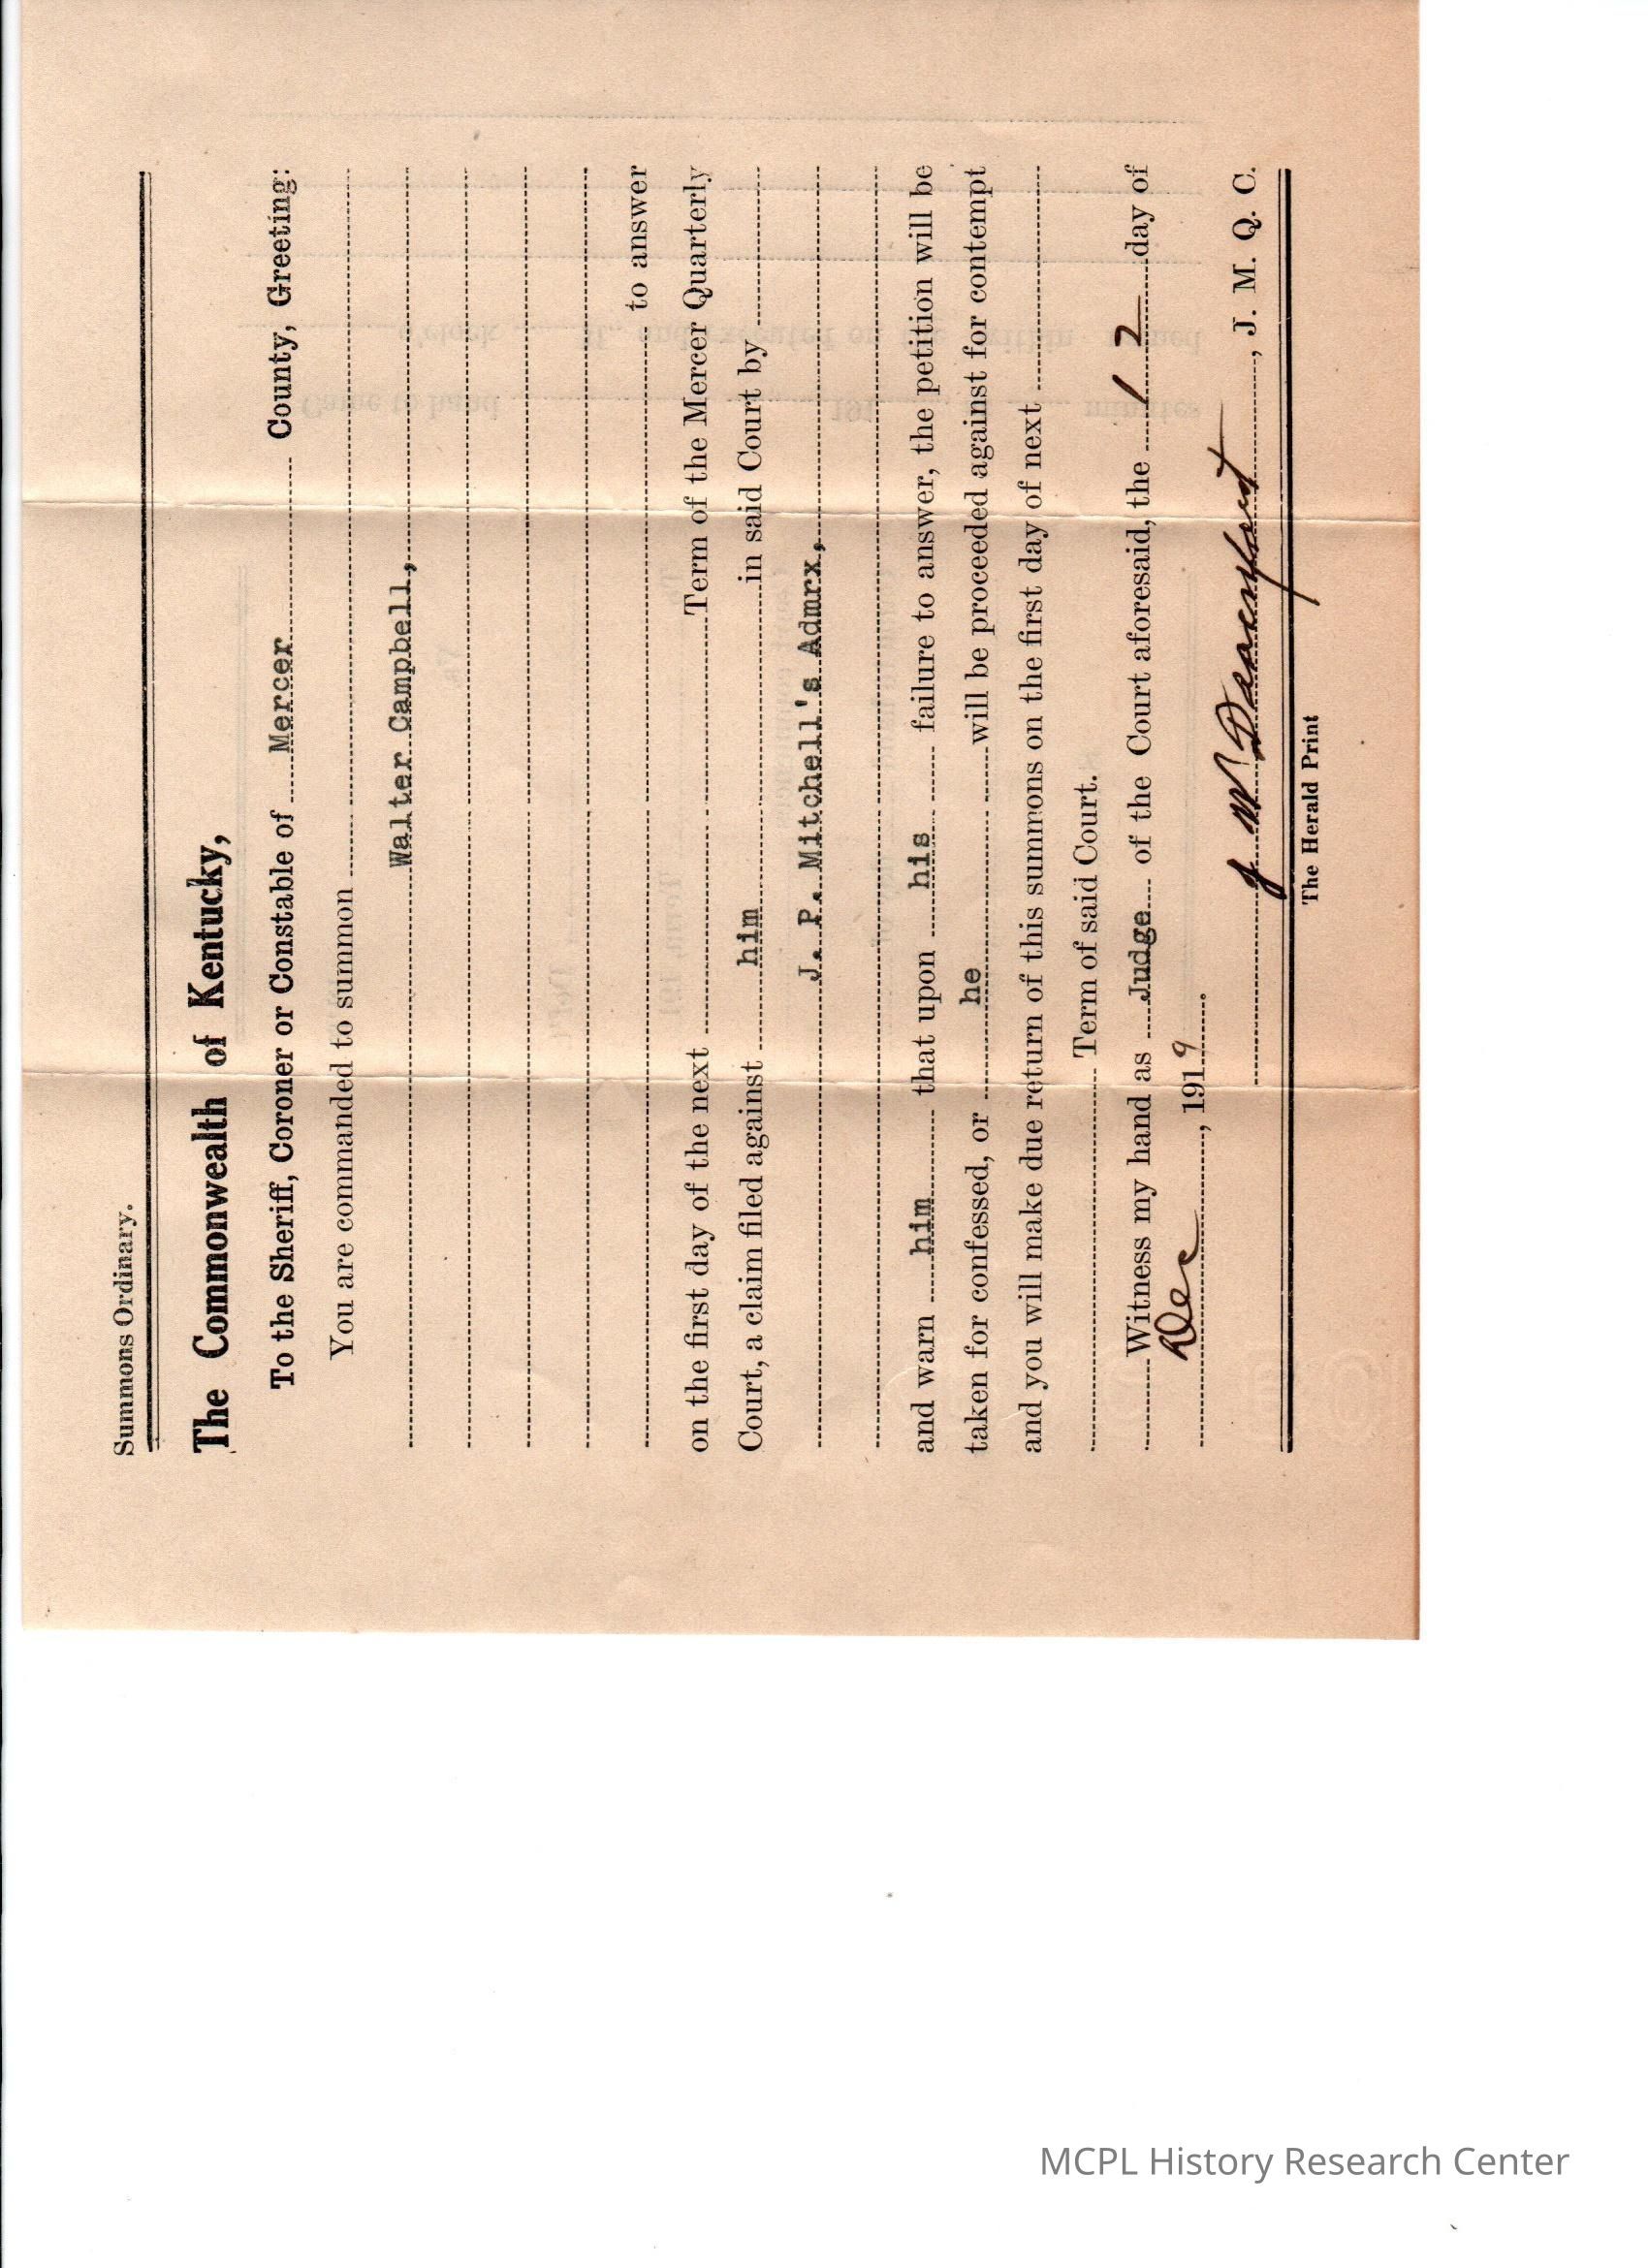 Summons Ordinary.
The Commonwealth of Kentucky,
To the Sheriff, Coroner or Constable of Mercer County, Greeting:
You are commanded to summon
Walter Campbell,
to answer
on the first day of the next Term of the Mercer Quarterly
Court, a claim filed against him in said Court by
J. P. Mitchell's Admrx,
and warn him that upon his failure to answer, the petition will be
taken for confessed, or he will be proceeded against for contempt
and you will make due return of this summons on the first day of next
Term of said Court.
Witness my hand as Judge of the Court aforesaid, the 12 day of
Dec, 1919.
, J. M. Q. C.
The Herald Print
MCPL History Research Center